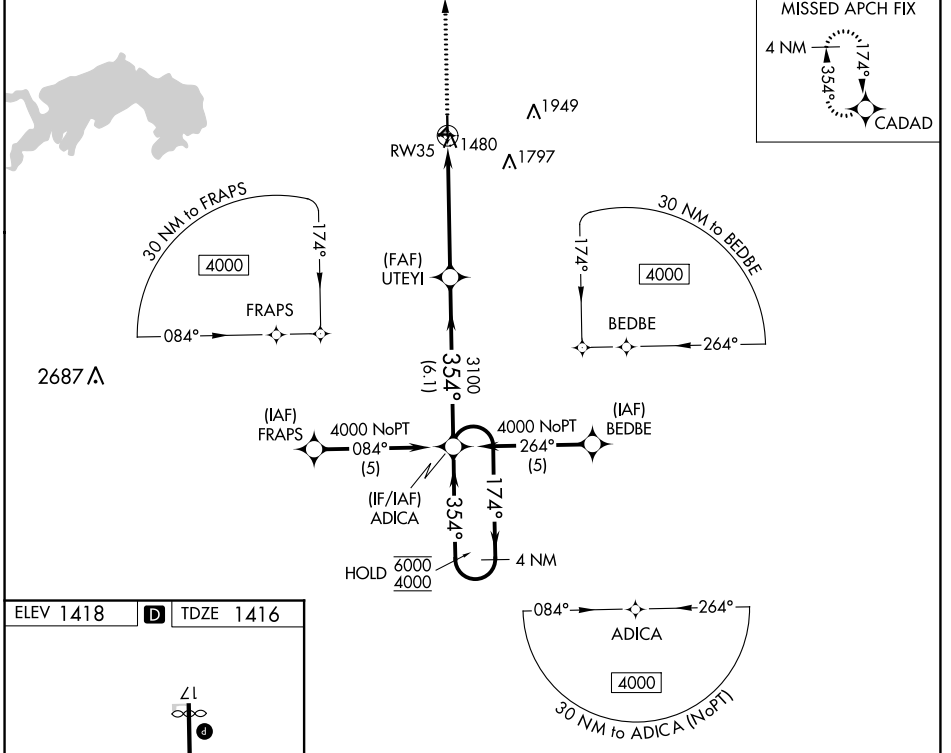 MISSED APCH FIX
4 NM
174°
354°
CADAD
1949
RW35
1480
1797
30 NM to FRAPS
4000
174°
FRAPS
084°
(FAF)
UTEYI
30 NM to BEDBE
174°
4000
BEDBE
264°
2687
354°
(6.1)
3100
(IAF)
FRAPS
4000 NoPT
084°
(5)
4000 NoPT
264°
(5)
(IAF)
BEDBE
(IF/IAF)
ADICA
354°
174°
HOLD 6000
4000
4 NM
084°
264°
ADICA
4000
30 NM to ADICA (NoPT)
ELEV 1418 D TDZE 1416
17
P